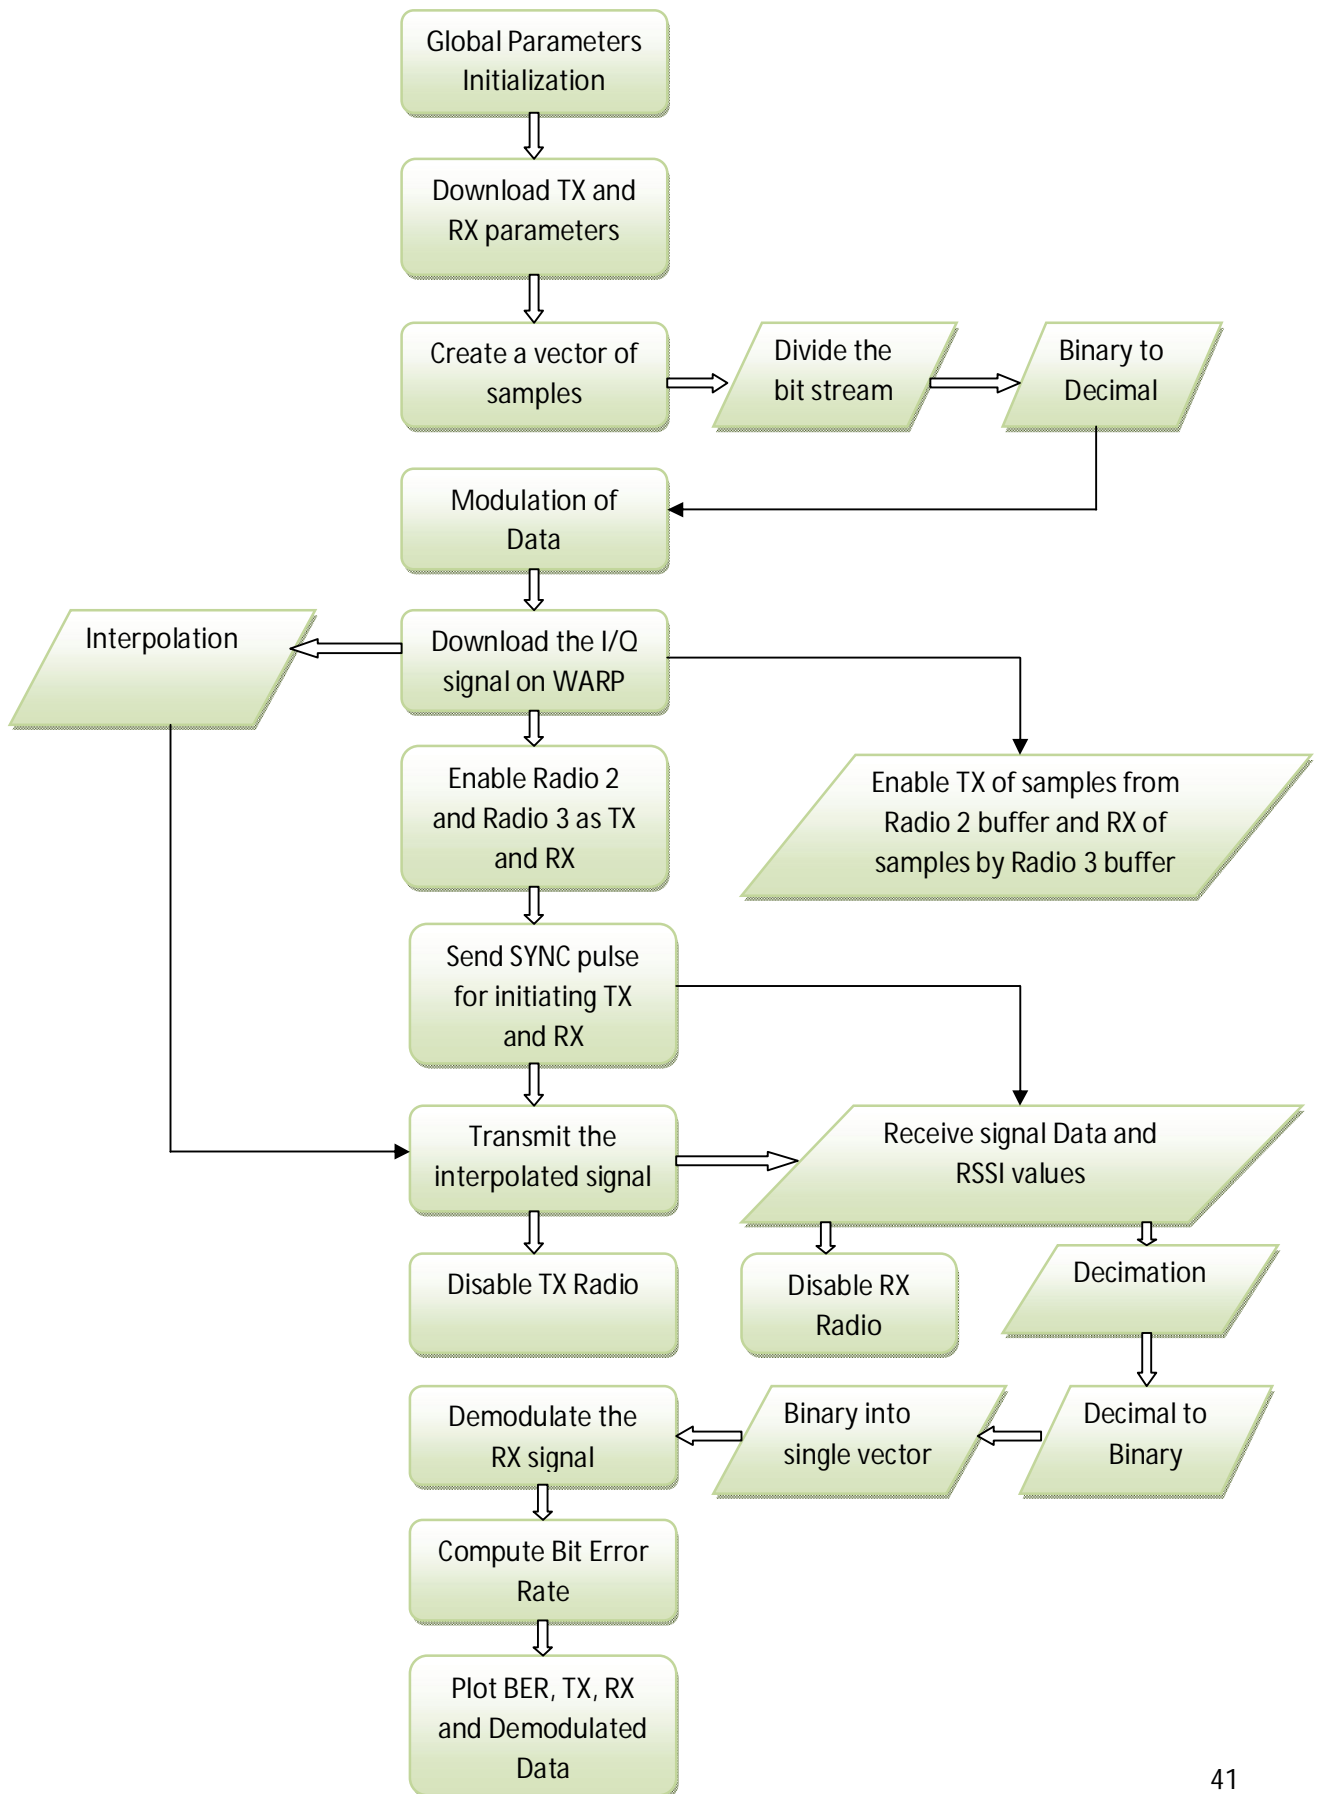 Global Parameters
Initialization
Download TX and
RX parameters
Create a vector of
samples
Divide the
bit stream
Binary to
Decimal
Modulation of
Data
Interpolation
Download the I/Q
signal on WARP
Enable Radio 2
and Radio 3 as TX
and RX
Enable TX of samples from
Radio 2 buffer and RX of
samples by Radio 3 buffer
Send SYNC pulse
for initiating TX
and RX
Transmit the
interpolated signal
Receive signal Data and
RSSI values
Disable TX Radio
Disable RX
Radio
Decimation
Demodulate the
RX signal
Binary into
single vector
Decimal to
Binary
Compute Bit Error
Rate
Plot BER, TX, RX
and Demodulated
Data
41